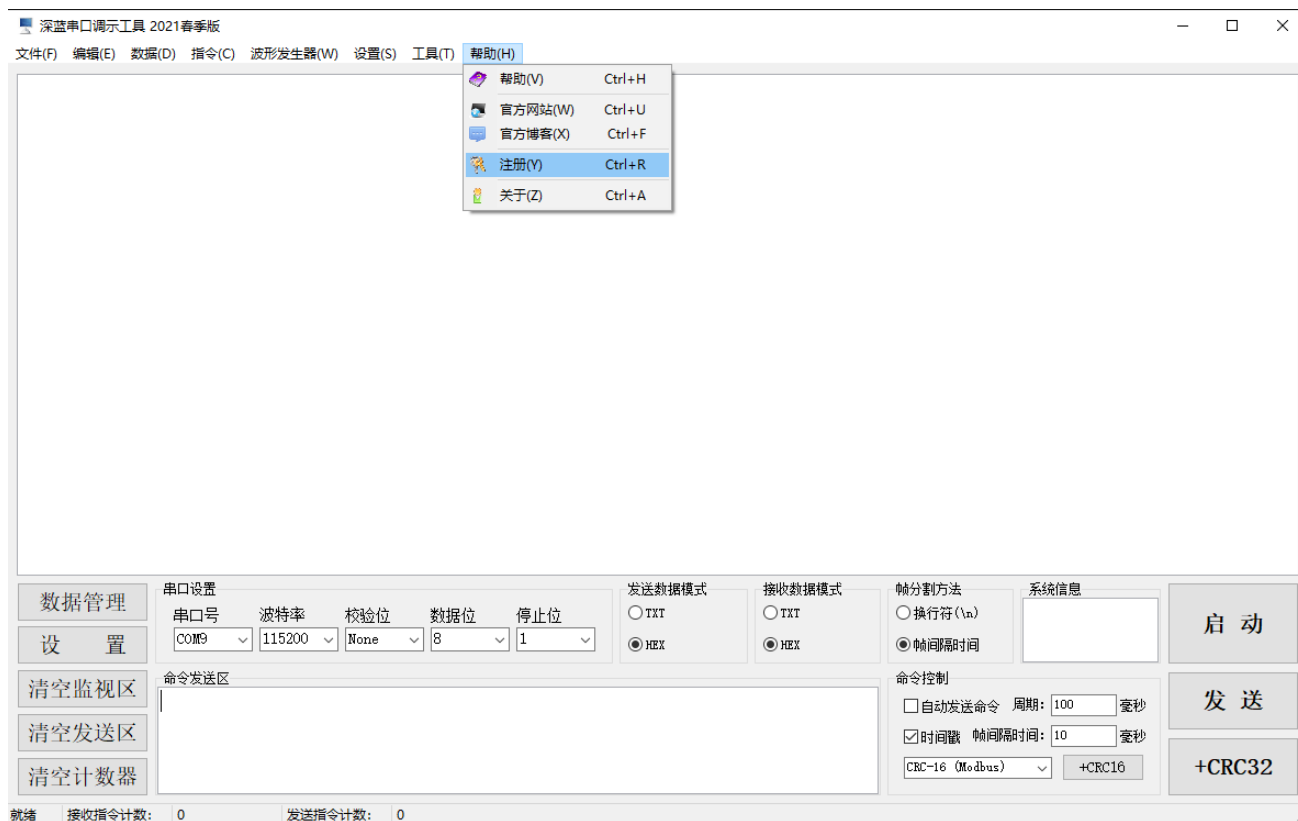 深蓝串口调示工具 2021春季版
文件(F) 编辑(E) 数据(D) 指令(C) 波形发生器(W) 设置(S) 工具(T) 帮助(H)
帮助(V) Ctrl+H
官方网站(W) Ctrl+U
官方博客(X) Ctrl+F
注册(Y) Ctrl+R
关于(Z) Ctrl+A
数据管理
设 置
清空监视区
清空发送区
清空计数器
串口设置
串口号 波特率 校验位 数据位 停止位
COM9 115200 None 8 1
发送数据模式
TXT
HEX
接收数据模式
TXT
HEX
帧分割方法
换行符(\n)
帧间隔时间
系统信息
启 动
命令发送区
命令控制
自动发送命令 周期: 100 毫秒
时间戳 帧间隔时间: 10 毫秒
CRC-16 (Modbus) +CRC16
发 送
+CRC32
就绪 接收指令计数: 0 发送指令计数: 0